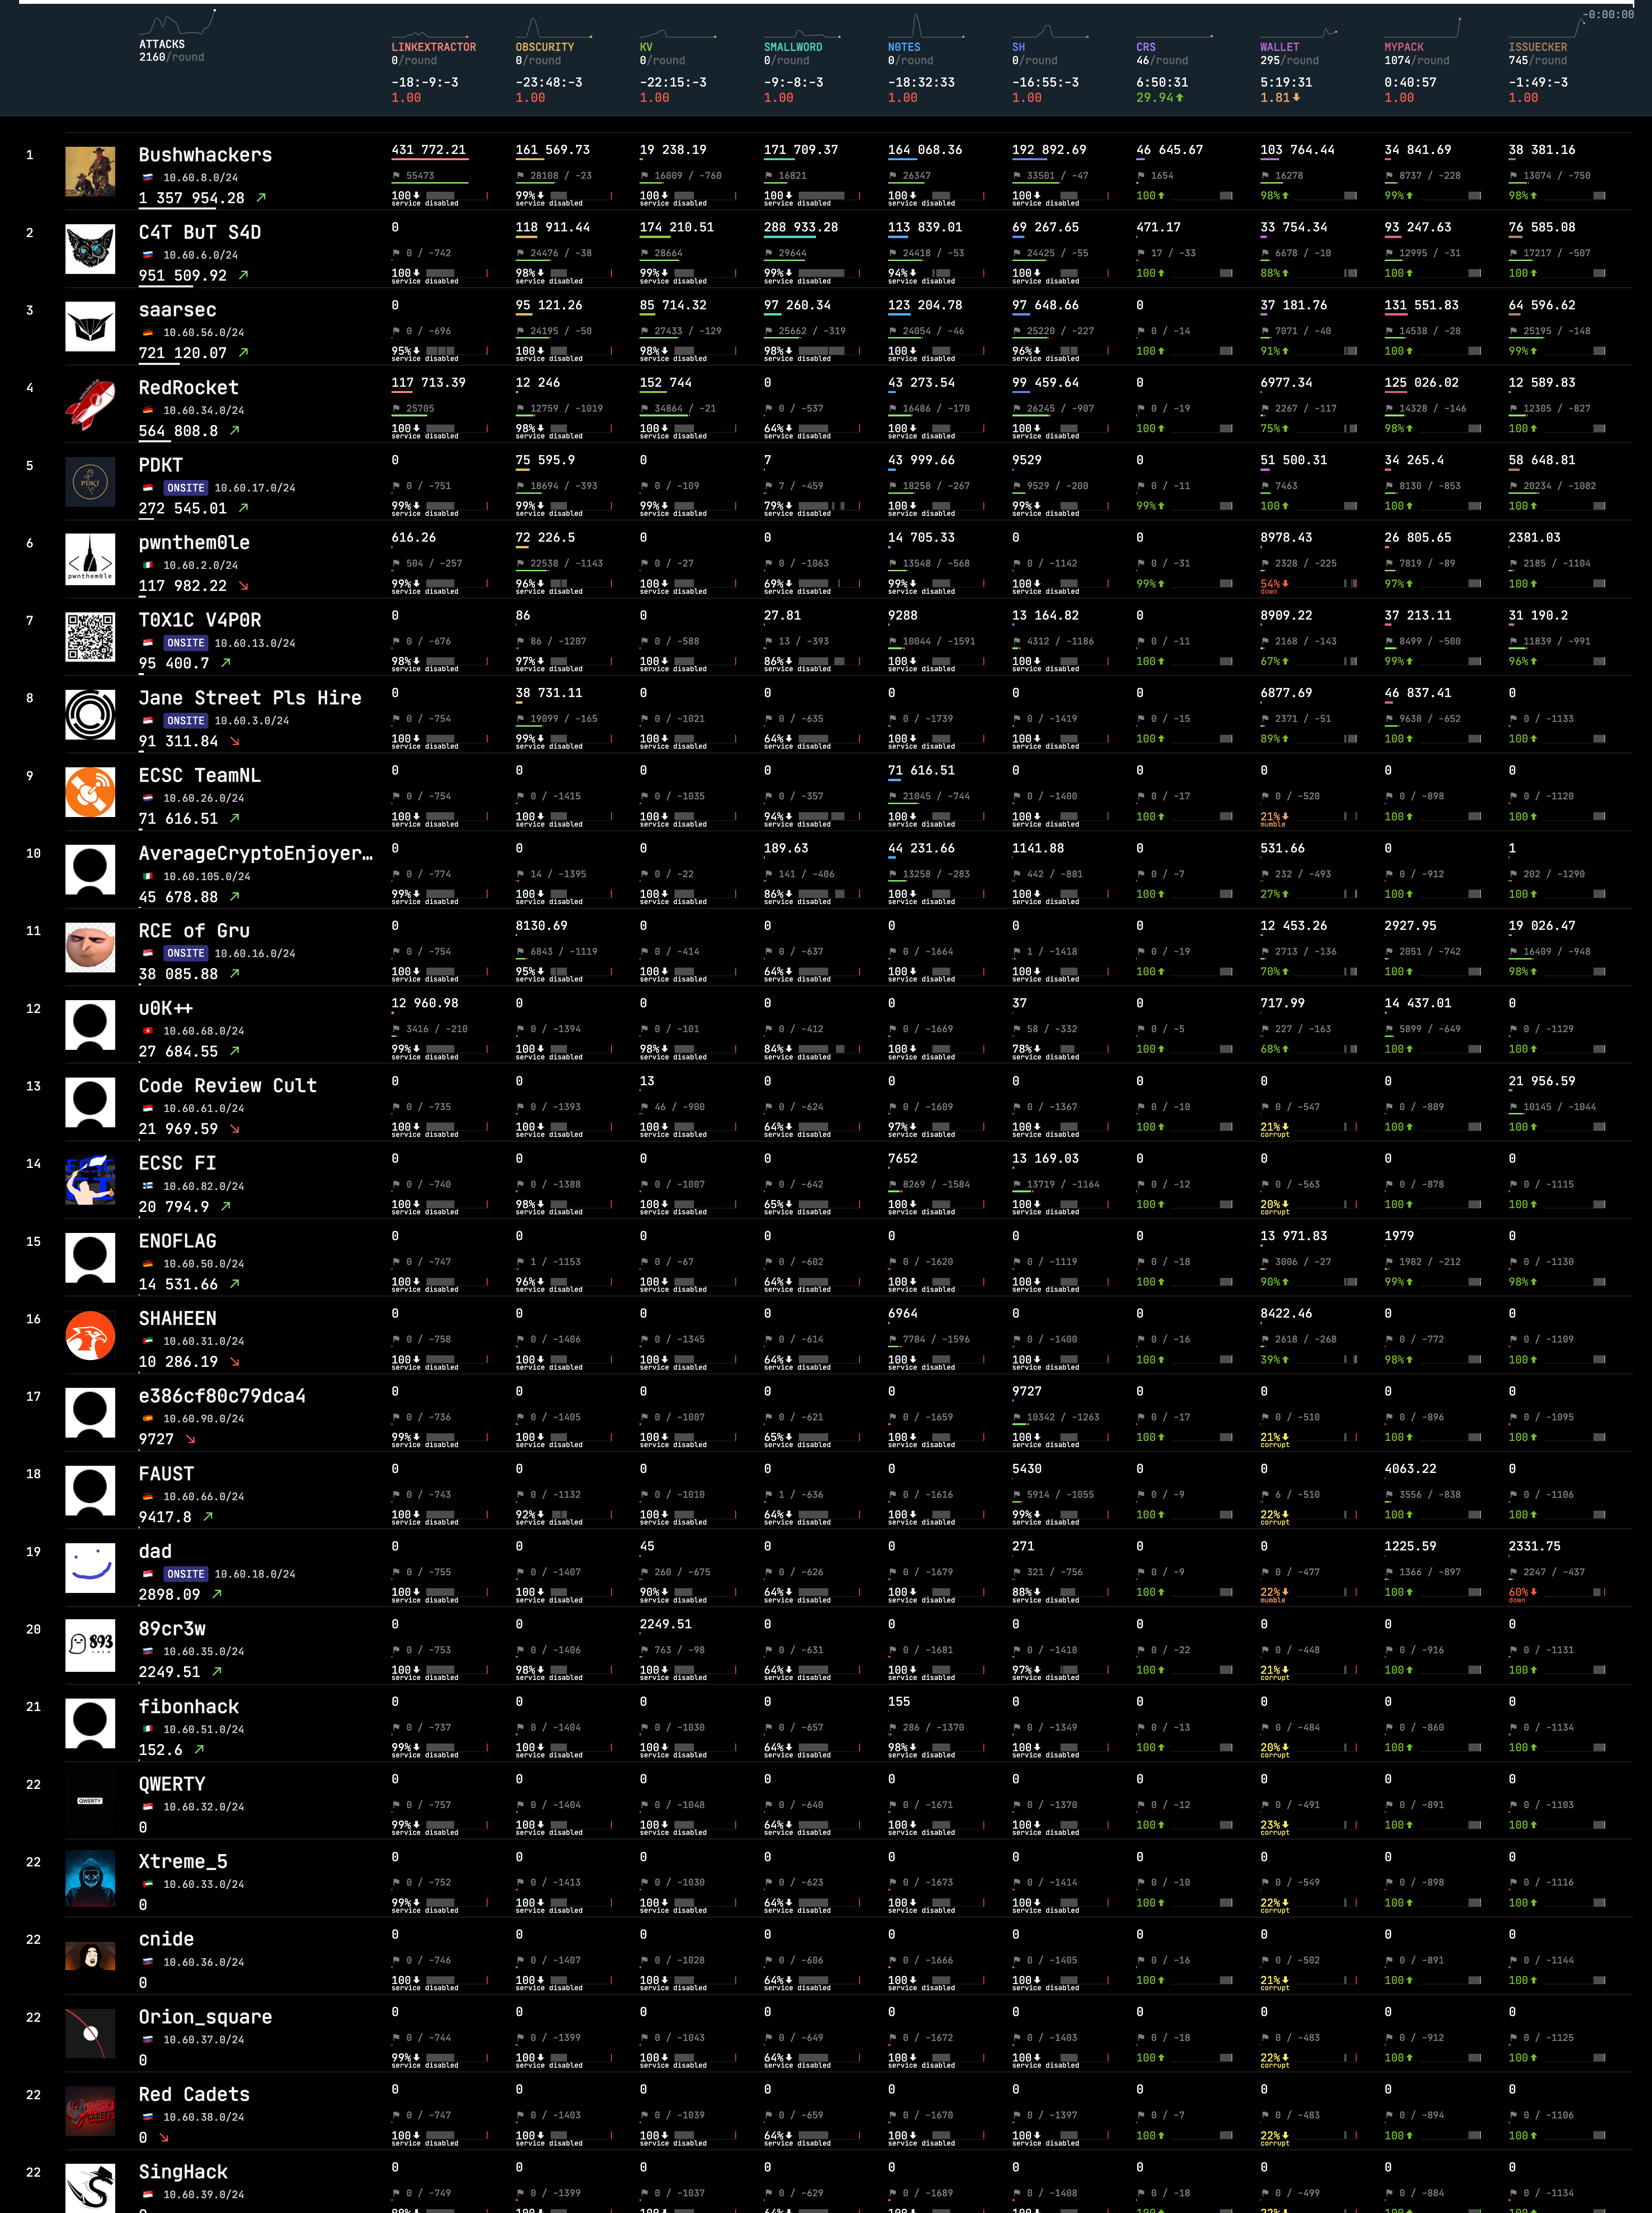 -0:00:00
ATTACKS LINKEXTRACTOR OBSCURITY KV SMALLWORD N0TES SH CRS WALLET MYPACK ISSUECKER
2160/round 0/round 0/round 0/round 0/round 0/round 0/round 46/round 295/round 1074/round 745/round
-18:-9:-3 -23:48:-3 -22:15:-3 -9:-8:-3 -18:32:33 -16:55:-3 6:50:31 5:19:31 0:40:57 -1:49:-3
1.00 1.00 1.00 1.00 1.00 1.00 29.94 1.81 1.00 1.00
1 Bushwhackers 431 772.21 161 569.73 19 238.19 171 709.37 164 068.36 192 892.69 46 645.67 103 764.44 34 841.69 38 381.16
10.60.8.0/24 55473 28108 / -23 16009 / -760 16821 26347 33501 / -47 1654 16278 8737 / -228 13074 / -750
1 357 954.28 100 99% 100 100 100 100 100 98% 99% 98%
service disabled service disabled service disabled service disabled service disabled service disabled
2 C4T BuT S4D 0 118 911.44 174 210.51 288 933.28 113 839.01 69 267.65 471.17 33 754.34 93 247.63 76 585.08
10.60.6.0/24 0 / -742 24476 / -38 28664 29644 24418 / -53 24425 / -55 17 / -33 6678 / -10 12995 / -31 17217 / -507
951 509.92 100 98% 99% 99% 94% 100 100 88% 100 100
service disabled service disabled service disabled service disabled service disabled service disabled
3 saarsec 0 95 121.26 85 714.32 97 260.34 123 204.78 97 648.66 0 37 181.76 131 551.83 64 596.62
10.60.56.0/24 0 / -696 24195 / -50 27433 / -129 25662 / -319 24054 / -46 25220 / -227 0 / -14 7071 / -40 14538 / -28 25195 / -148
721 120.07 95% 100 98% 98% 100 96% 100 91% 100 99%
service disabled service disabled service disabled service disabled service disabled service disabled
4 RedRocket 117 713.39 12 246 152 744 0 43 273.54 99 459.64 0 6977.34 125 026.02 12 589.83
10.60.34.0/24 25705 12759 / -1019 34864 / -21 0 / -537 16486 / -170 26245 / -907 0 / -19 2267 / -117 14328 / -146 12305 / -827
564 808.8 100 98% 100 64% 100 100 100 75% 98% 100
service disabled service disabled service disabled service disabled service disabled service disabled
5 PDKT 0 75 595.9 0 7 43 999.66 9529 0 51 500.31 34 265.4 58 648.81
ONSITE 10.60.17.0/24 0 / -751 18694 / -393 0 / -109 7 / -459 18258 / -267 9529 / -200 0 / -11 7463 8130 / -853 20234 / -1082
272 545.01 99% 99% 99% 79% 100 99% 99% 100 100 100
service disabled service disabled service disabled service disabled service disabled service disabled
6 pwnthem0le 616.26 72 226.5 0 0 14 705.33 0 0 8978.43 26 805.65 2381.03
10.60.2.0/24 504 / -257 22538 / -1143 0 / -27 0 / -1063 13548 / -568 0 / -1142 0 / -31 2328 / -225 7819 / -89 2185 / -1104
117 982.22 99% 96% 100 69% 99% 100 99% 54% 97% 100
service disabled service disabled service disabled service disabled service disabled service disabled down
7 T0X1C V4P0R 0 86 0 27.81 9288 13 164.82 0 8909.22 37 213.11 31 190.2
ONSITE 10.60.13.0/24 0 / -676 86 / -1207 0 / -588 13 / -393 10044 / -1591 4312 / -1186 0 / -11 2168 / -143 8499 / -500 11839 / -991
95 400.7 98% 97% 100 86% 100 100 100 67% 99% 96%
service disabled service disabled service disabled service disabled service disabled service disabled
8 Jane Street Pls Hire 0 38 731.11 0 0 0 0 0 6877.69 46 837.41 0
ONSITE 10.60.3.0/24 0 / -754 19099 / -165 0 / -1021 0 / -635 0 / -1739 0 / -1419 0 / -15 2371 / -51 9638 / -652 0 / -1133
91 311.84 100 99% 100 64% 100 100 100 89% 100 100
service disabled service disabled service disabled service disabled service disabled service disabled
9 ECSC TeamNL 0 0 0 0 71 616.51 0 0 0 0 0
10.60.26.0/24 0 / -754 0 / -1415 0 / -1035 0 / -357 21045 / -744 0 / -1400 0 / -17 0 / -520 0 / -898 0 / -1120
71 616.51 100 100 100 94% 100 100 100 21% 100 100
service disabled service disabled service disabled service disabled service disabled service disabled mumble
10 AverageCryptoEnjoyer… 0 0 0 189.63 44 231.66 1141.88 0 531.66 0 1
10.60.105.0/24 0 / -774 14 / -1395 0 / -22 141 / -406 13258 / -283 442 / -881 0 / -7 232 / -493 0 / -912 202 / -1290
45 678.88 99% 100 100 86% 100 100 100 27% 100 100
service disabled service disabled service disabled service disabled service disabled service disabled
11 RCE of Gru 0 8130.69 0 0 0 0 0 12 453.26 2927.95 19 026.47
ONSITE 10.60.16.0/24 0 / -754 6843 / -1119 0 / -414 0 / -637 0 / -1664 1 / -1418 0 / -19 2713 / -136 2051 / -742 16409 / -948
38 085.88 100 95% 100 64% 100 100 100 70% 100 98%
service disabled service disabled service disabled service disabled service disabled service disabled
12 u0K++ 12 960.98 0 0 0 0 37 0 717.99 14 437.01 0
10.60.68.0/24 3416 / -210 0 / -1394 0 / -101 0 / -412 0 / -1669 58 / -332 0 / -5 227 / -163 5899 / -649 0 / -1129
27 684.55 99% 100 98% 84% 100 78% 100 68% 100 100
service disabled service disabled service disabled service disabled service disabled service disabled
13 Code Review Cult 0 0 13 0 0 0 0 0 0 21 956.59
10.60.61.0/24 0 / -735 0 / -1393 46 / -900 0 / -624 0 / -1609 0 / -1367 0 / -10 0 / -547 0 / -889 10145 / -1044
21 969.59 100 100 100 64% 97% 100 100 21% 100 100
service disabled service disabled service disabled service disabled service disabled service disabled corrupt
14 ECSC FI 0 0 0 0 7652 13 169.03 0 0 0 0
10.60.82.0/24 0 / -740 0 / -1388 0 / -1007 0 / -642 8269 / -1584 13719 / -1164 0 / -12 0 / -563 0 / -878 0 / -1115
20 794.9 100 98% 100 65% 100 100 100 20% 100 100
service disabled service disabled service disabled service disabled service disabled service disabled corrupt
15 ENOFLAG 0 0 0 0 0 0 0 13 971.83 1979 0
10.60.50.0/24 0 / -747 1 / -1153 0 / -67 0 / -602 0 / -1620 0 / -1119 0 / -18 3006 / -27 1982 / -212 0 / -1130
14 531.66 100 96% 100 64% 100 100 100 90% 99% 98%
service disabled service disabled service disabled service disabled service disabled service disabled
16 SHAHEEN 0 0 0 0 6964 0 0 8422.46 0 0
10.60.31.0/24 0 / -758 0 / -1406 0 / -1345 0 / -614 7784 / -1596 0 / -1400 0 / -16 2618 / -268 0 / -772 0 / -1109
10 286.19 100 100 100 64% 100 100 100 39% 98% 100
service disabled service disabled service disabled service disabled service disabled service disabled
17 e386cf80c79dca4 0 0 0 0 0 9727 0 0 0 0
10.60.90.0/24 0 / -736 0 / -1405 0 / -1007 0 / -621 0 / -1659 10342 / -1263 0 / -17 0 / -510 0 / -896 0 / -1095
9727 99% 100 100 65% 100 100 100 21% 100 100
service disabled service disabled service disabled service disabled service disabled service disabled corrupt
18 FAUST 0 0 0 0 0 5430 0 0 4063.22 0
10.60.66.0/24 0 / -743 0 / -1132 0 / -1010 1 / -636 0 / -1616 5914 / -1055 0 / -9 6 / -510 3556 / -838 0 / -1106
9417.8 100 92% 100 64% 100 99% 100 22% 100 100
service disabled service disabled service disabled service disabled service disabled service disabled corrupt
19 dad 0 0 45 0 0 271 0 0 1225.59 2331.75
ONSITE 10.60.18.0/24 0 / -755 0 / -1407 260 / -675 0 / -626 0 / -1679 321 / -756 0 / -9 0 / -477 1366 / -897 2247 / -437
2898.09 100 100 90% 64% 100 88% 100 22% 100 60%
service disabled service disabled service disabled service disabled service disabled service disabled mumble down
20 89cr3w 0 0 2249.51 0 0 0 0 0 0 0
10.60.35.0/24 0 / -753 0 / -1406 763 / -98 0 / -631 0 / -1681 0 / -1418 0 / -22 0 / -448 0 / -916 0 / -1131
2249.51 100 98% 100 64% 100 97% 100 21% 100 100
service disabled service disabled service disabled service disabled service disabled service disabled corrupt
21 fibonhack 0 0 0 0 155 0 0 0 0 0
10.60.51.0/24 0 / -737 0 / -1404 0 / -1030 0 / -657 286 / -1370 0 / -1349 0 / -13 0 / -484 0 / -860 0 / -1134
152.6 99% 100 100 64% 98% 100 100 20% 100 100
service disabled service disabled service disabled service disabled service disabled service disabled corrupt
22 QWERTY 0 0 0 0 0 0 0 0 0 0
QWERTY 10.60.32.0/24 0 / -757 0 / -1404 0 / -1048 0 / -640 0 / -1671 0 / -1370 0 / -12 0 / -491 0 / -891 0 / -1103
0 99% 100 100 64% 100 100 100 23% 100 100
service disabled service disabled service disabled service disabled service disabled service disabled corrupt
22 Xtreme_5 0 0 0 0 0 0 0 0 0 0
10.60.33.0/24 0 / -752 0 / -1413 0 / -1030 0 / -623 0 / -1673 0 / -1414 0 / -10 0 / -549 0 / -898 0 / -1116
0 99% 100 100 64% 100 100 100 22% 100 100
service disabled service disabled service disabled service disabled service disabled service disabled corrupt
22 cnide 0 0 0 0 0 0 0 0 0 0
10.60.36.0/24 0 / -746 0 / -1407 0 / -1028 0 / -606 0 / -1666 0 / -1405 0 / -16 0 / -502 0 / -891 0 / -1144
0 100 100 100 64% 100 100 100 21% 100 100
service disabled service disabled service disabled service disabled service disabled service disabled corrupt
22 Orion_square 0 0 0 0 0 0 0 0 0 0
10.60.37.0/24 0 / -744 0 / -1399 0 / -1043 0 / -649 0 / -1672 0 / -1403 0 / -18 0 / -483 0 / -912 0 / -1125
0 99% 100 100 64% 100 100 100 22% 100 100
service disabled service disabled service disabled service disabled service disabled service disabled corrupt
22 Red Cadets 0 0 0 0 0 0 0 0 0 0
10.60.38.0/24 0 / -747 0 / -1403 0 / -1039 0 / -659 0 / -1670 0 / -1397 0 / -7 0 / -483 0 / -894 0 / -1106
0 100 100 100 64% 100 100 100 22% 100 100
service disabled service disabled service disabled service disabled service disabled service disabled corrupt
22 SingHack 0 0 0 0 0 0 0 0 0 0
10.60.39.0/24 0 / -749 0 / -1399 0 / -1037 0 / -629 0 / -1689 0 / -1408 0 / -18 0 / -499 0 / -884 0 / -1134